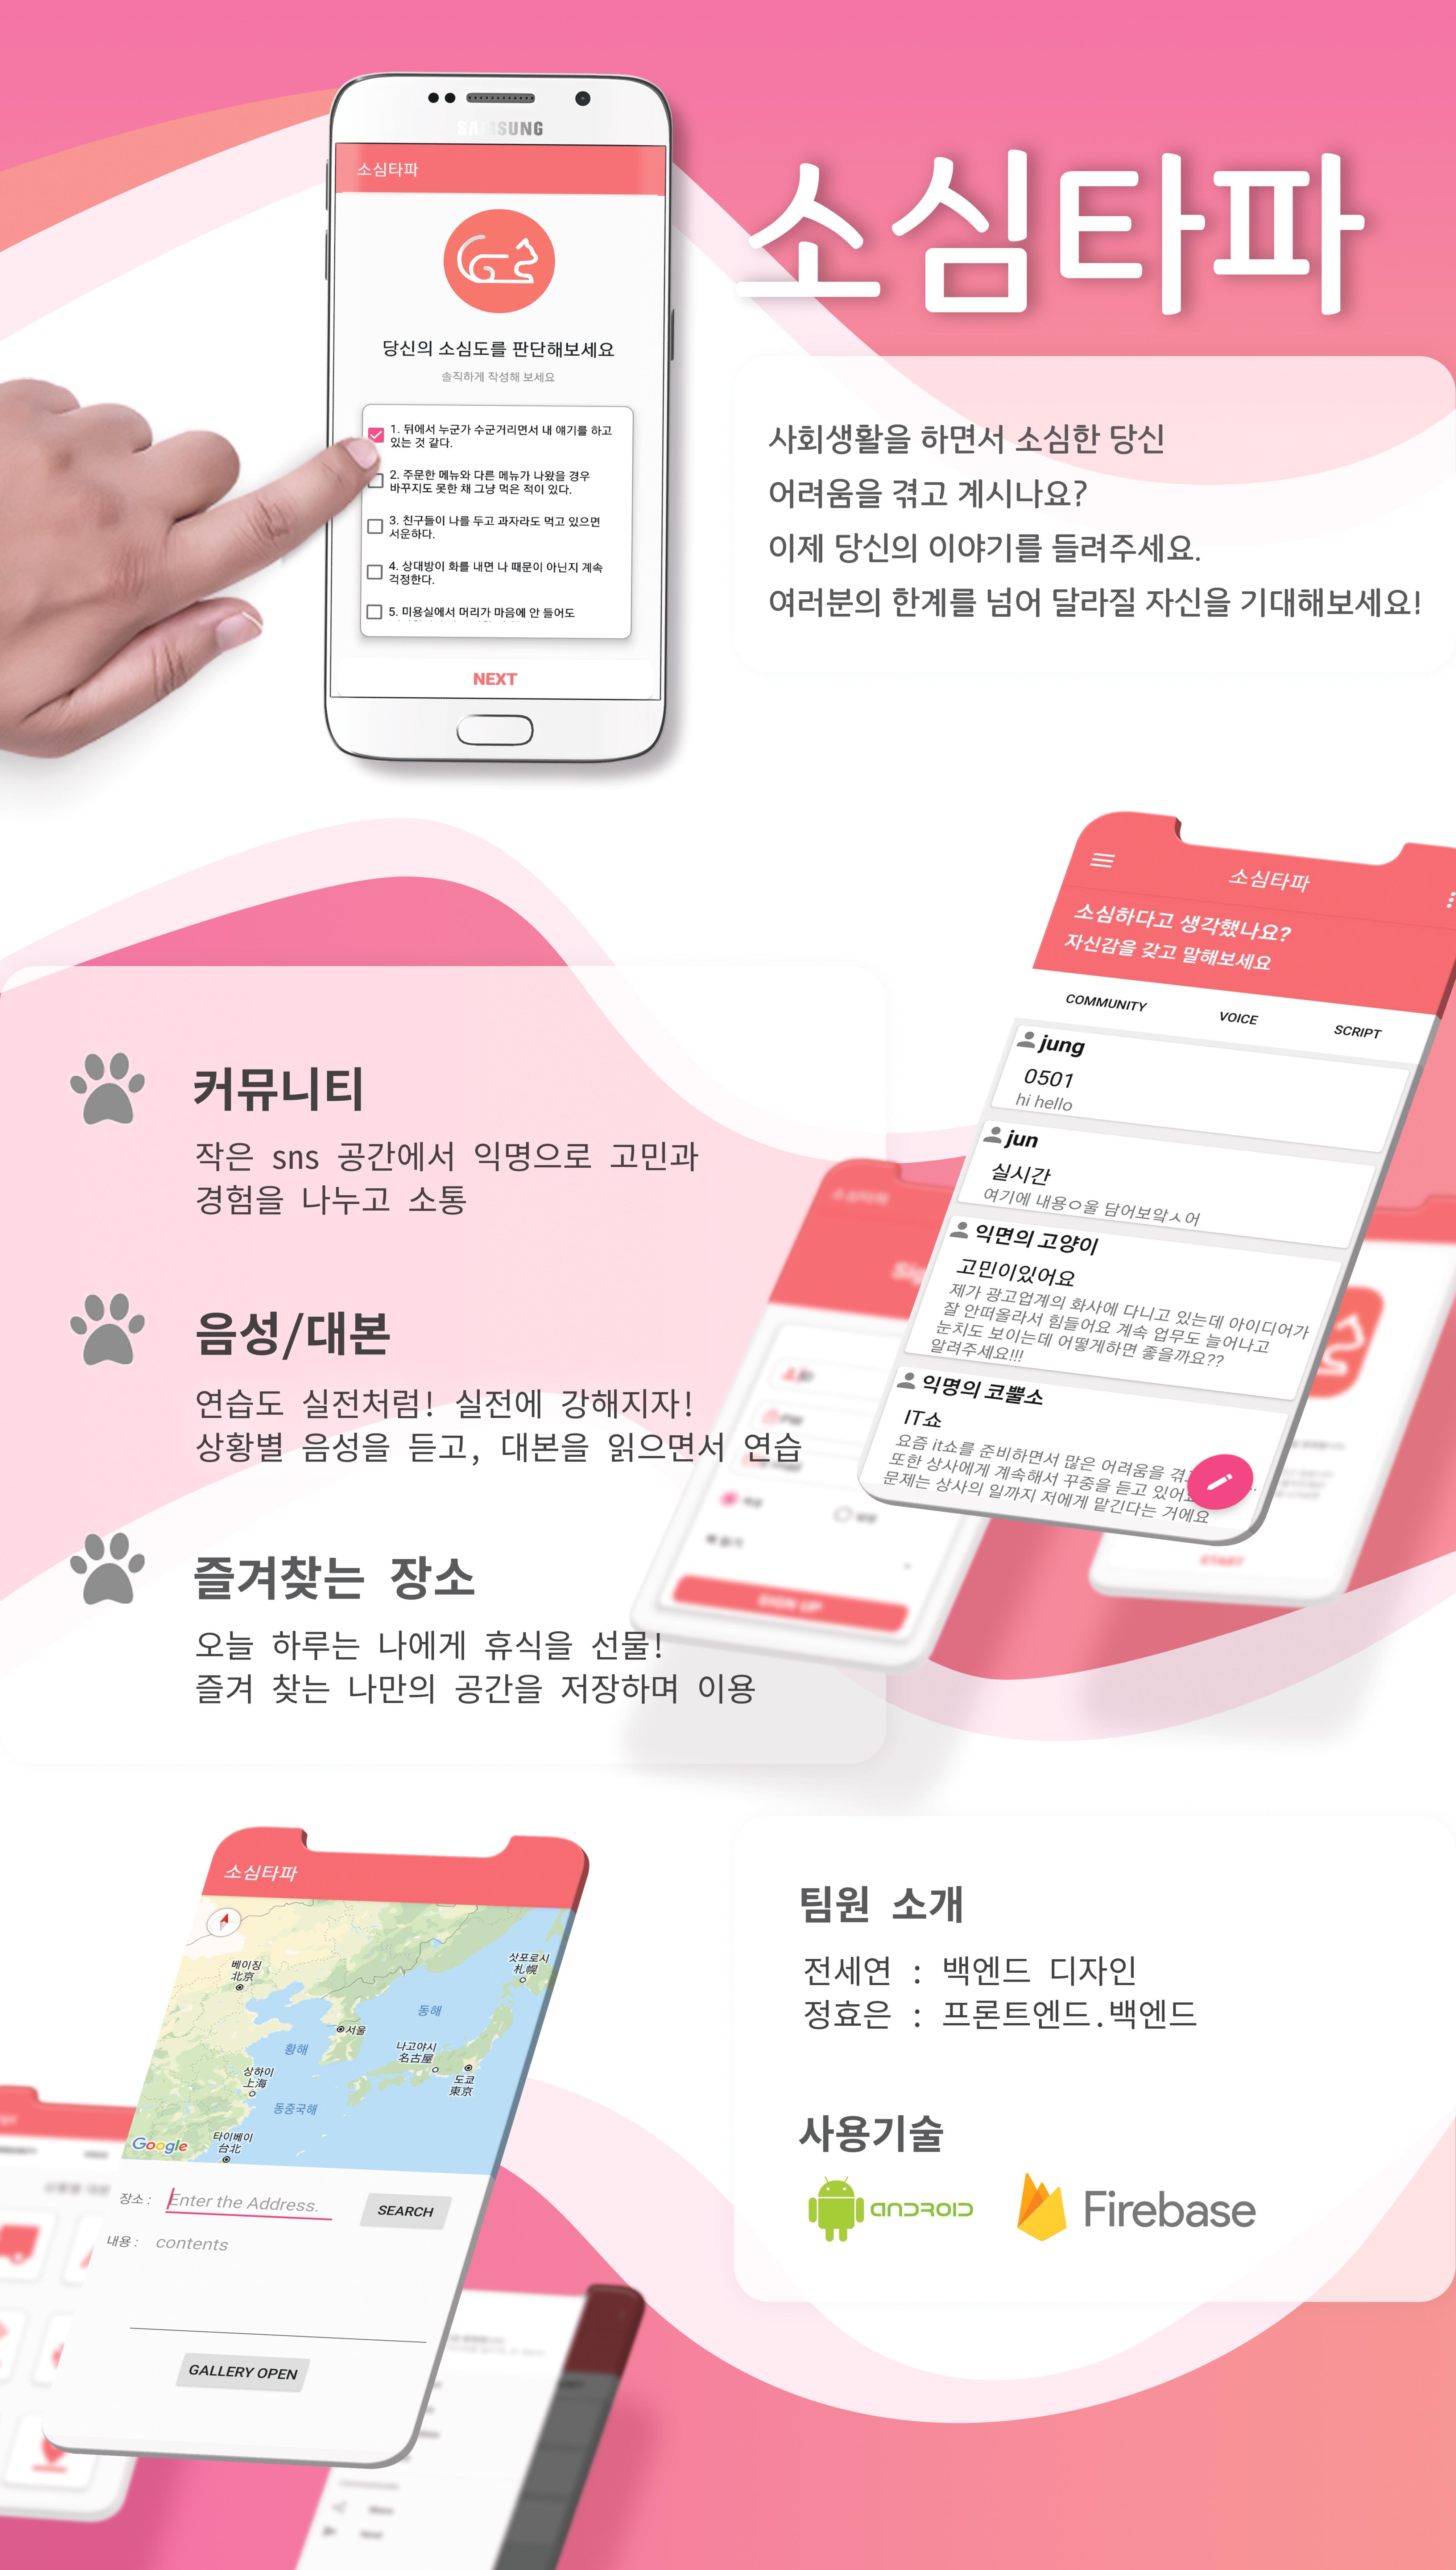 SAMSUNG
소심타파
당신의 소심도를 판단해보세요
솔직하게 작성해 보세요
1. 뒤에서 누군가 수군거리면서 내 얘기를 하고
있는 것 같다.
2. 주문한 메뉴와 다른 메뉴가 나왔을 경우
바꾸지도 못한 채 그냥 먹은 적이 있다.
3. 친구들이 나를 두고 과자라도 먹고 있으면
서운하다.
4. 상대방이 화를 내면 나 때문이 아닌지 계속
걱정한다.
5. 미용실에서 머리가 마음에 안 들어도
NEXT
소심타파
사회생활을 하면서 소심한 당신
어려움을 겪고 계시나요?
이제 당신의 이야기를 들려주세요.
여러분의 한계를 넘어 달라질 자신을 기대해보세요!
커뮤니티
작은 sns 공간에서 익명으로 고민과
경험을 나누고 소통
음성/대본
연습도 실전처럼! 실전에 강해지자!
상황별 음성을 듣고, 대본을 읽으면서 연습
즐겨찾는 장소
오늘 하루는 나에게 휴식을 선물!
즐겨 찾는 나만의 공간을 저장하며 이용
소심타파
소심하다고 생각했나요?
자신감을 갖고 말해보세요
COMMUNITY VOICE SCRIPT
jung
0501
hi hello
jun
실시간
여기에 내용ㅇ울 담어보앜ㅅ어
익면의 고양이
고민이있어요
제가 광고업계의 화사에 다니고 있는데 아이디어가
잘 안떠올라서 힘들어요 계속 업무도 늘어나고
눈치도 보이는데 어떻게하면 좋을까요??
알려주세요!!!
익명의 코뿔소
IT쇼
요즘 it쇼를 준비하면서 많은 어려움을
또한 상사에게 계속해서 꾸중을 듣고
문제는 상사의 일까지 저에게 맡긴다는 거에요
소심타파
SIGN UP
START
소심타파
베이징
北京
삿포로시
札幌
동해
서울
황해
나고야시
名古屋
도쿄
東京
상하이
上海
동중국해
타이베이
台北
Google
장소 : Enter the Address. SEARCH
내용 : contents
GALLERY OPEN
팀원 소개
전세연 : 백엔드 디자인
정효은 : 프론트엔드.백엔드
사용기술
android
Firebase